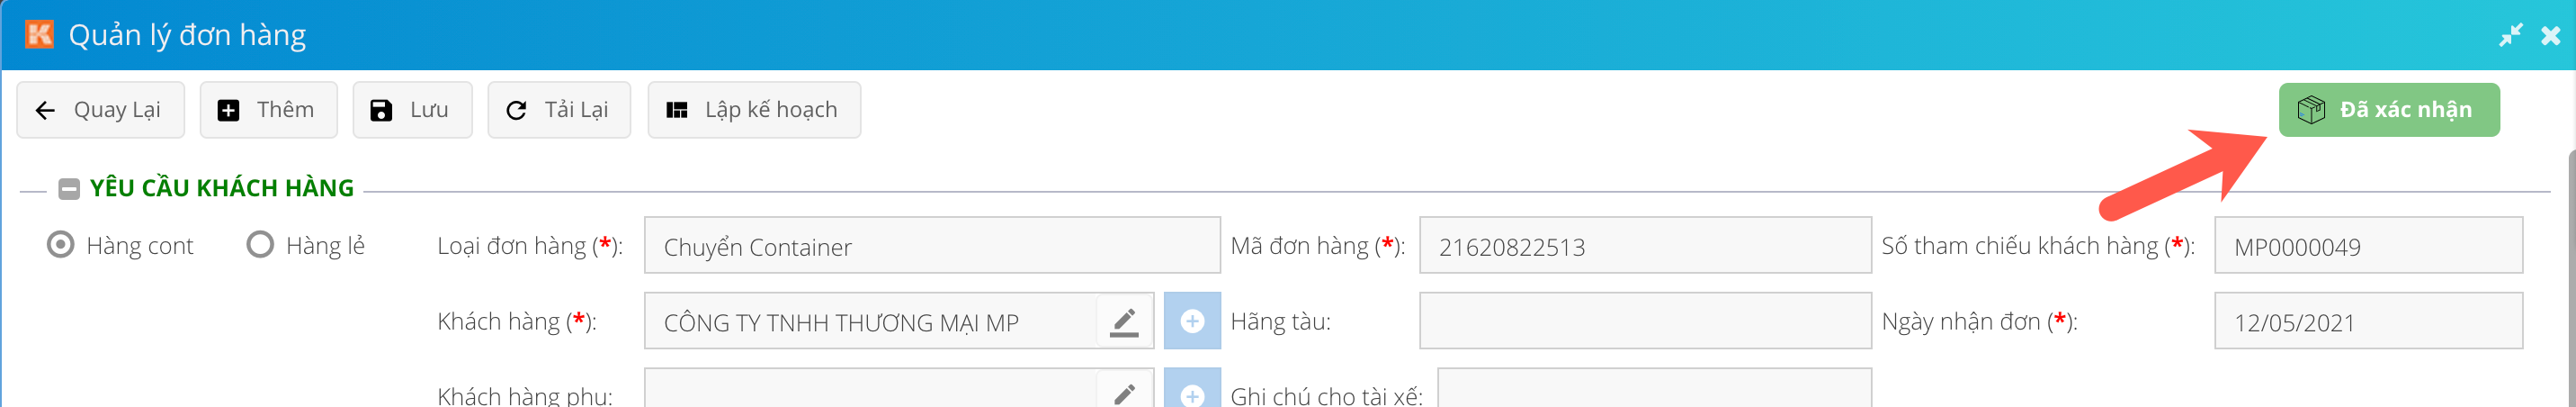 Quản lý đơn hàng
Quay Lại Thêm Lưu Tải Lại Lập kế hoạch Đã xác nhận
YÊU CẦU KHÁCH HÀNG
Hàng cont Hàng lẻ Loại đơn hàng (*): Chuyển Container Mã đơn hàng (*): 21620822513 Số tham chiếu khách hàng (*): MP0000049
Khách hàng (*): CÔNG TY TNHH THƯƠNG MẠI MP Hãng tàu: Ngày nhận đơn (*): 12/05/2021
Khách hàng phụ: Ghi chú cho tài xế: